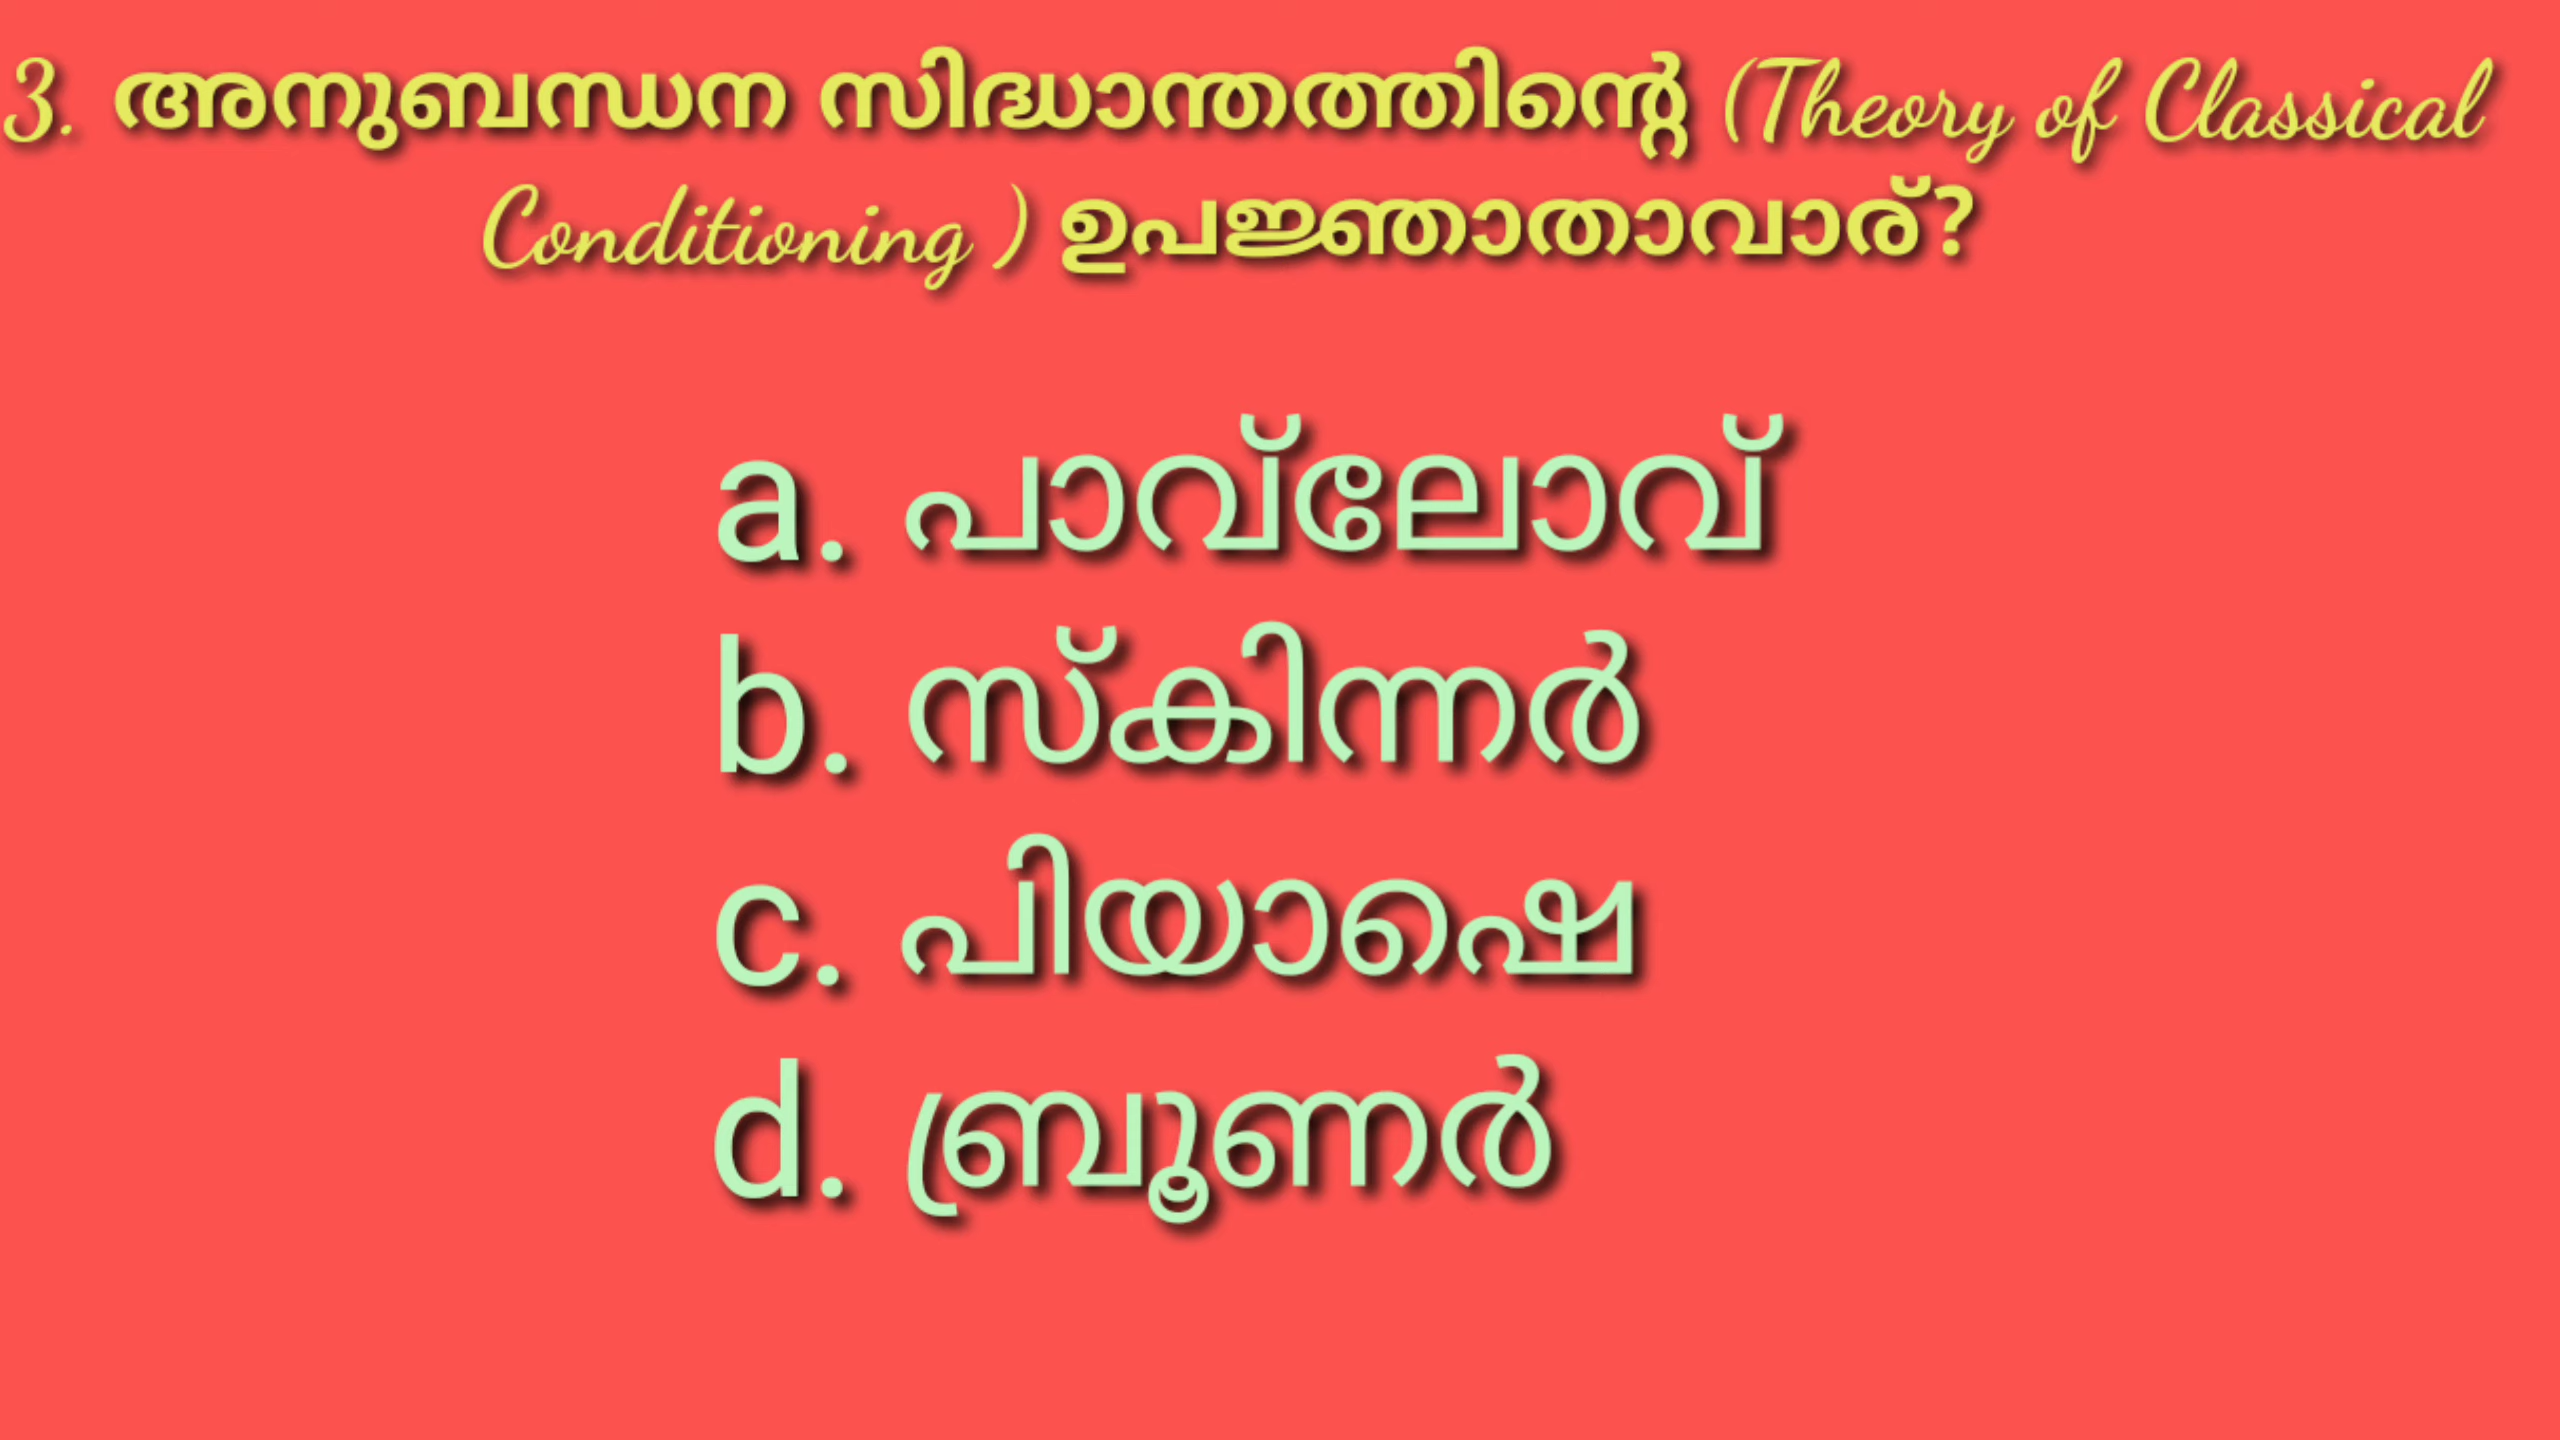 3. അനുബന്ധന സിദ്ധാന്തത്തിന്റെ (Theory of Classical
Conditioning ) ഉപജ്ഞാതാവാര്?
a. പാവ്‌ലോവ്
b. സ്കിന്നർ
c. പിയാഷെ
d. ബ്രൂണർ